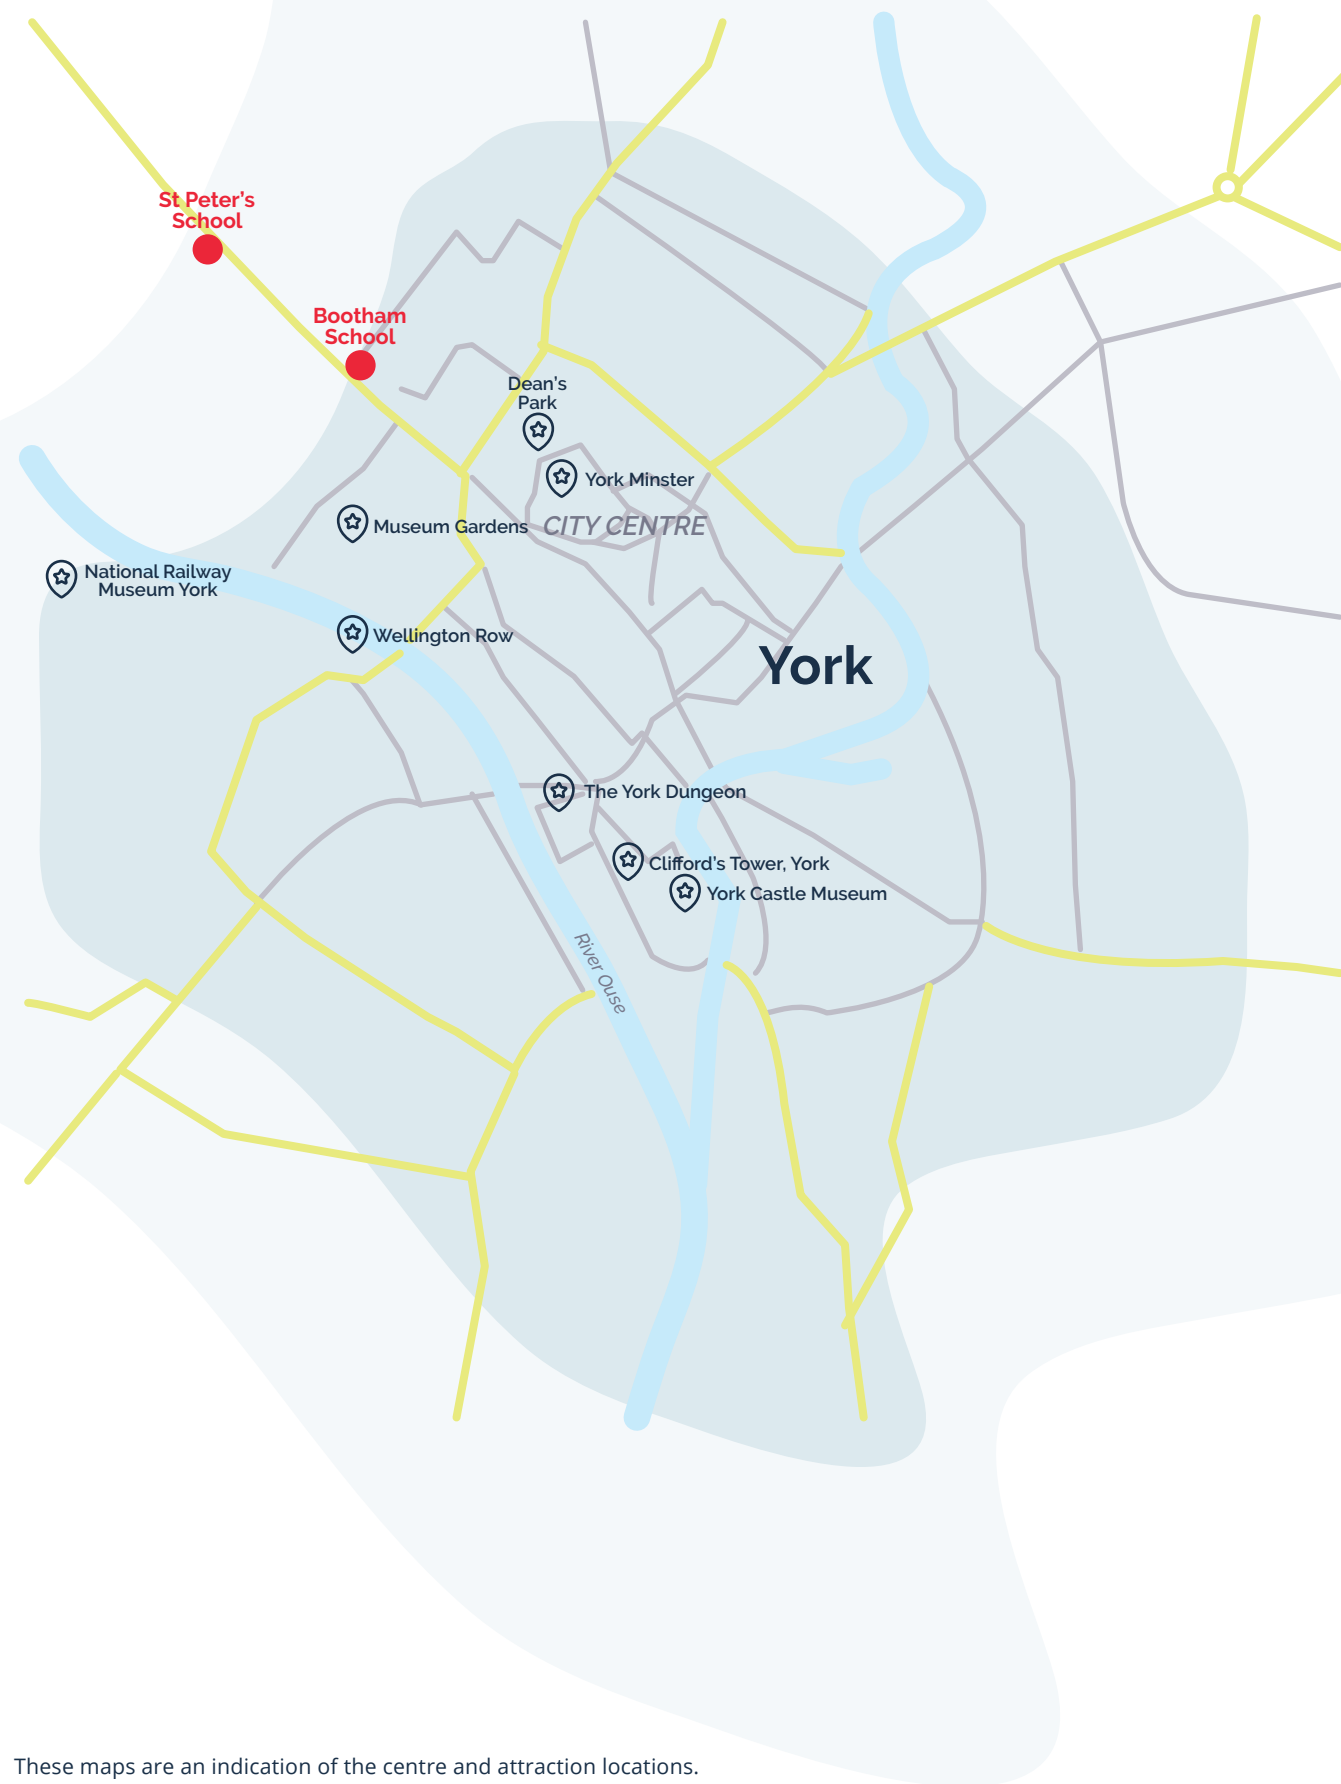 St Peter's
School
Bootham
School
Dean's
Park
York Minster
Museum Gardens
CITY CENTRE
National Railway
Museum York
Wellington Row
York
The York Dungeon
Clifford's Tower, York
York Castle Museum
River Ouse
These maps are an indication of the centre and attraction locations.